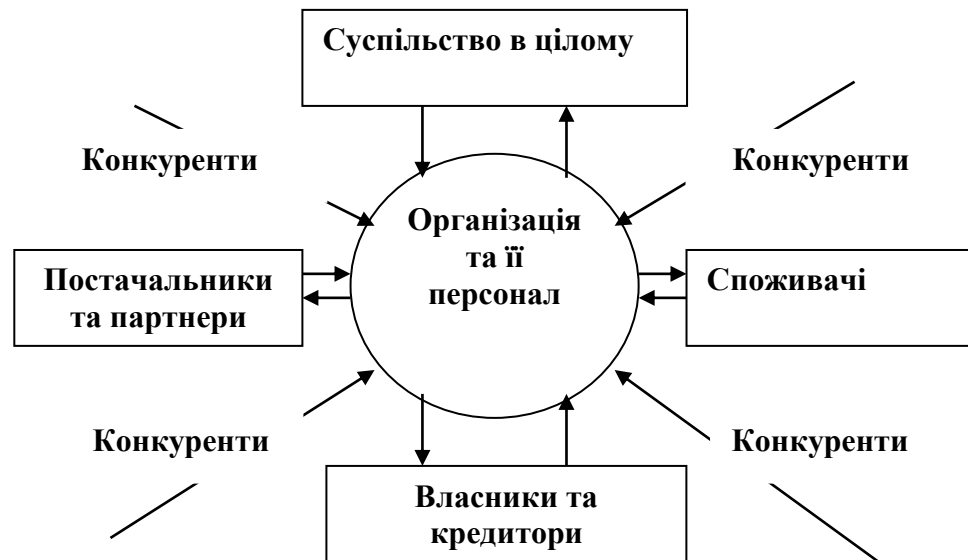 Суспільство в цілому
Конкуренти
Конкуренти
Організація
та її
персонал
Постачальники
та партнери
Споживачі
Конкуренти
Конкуренти
Власники та
кредитори